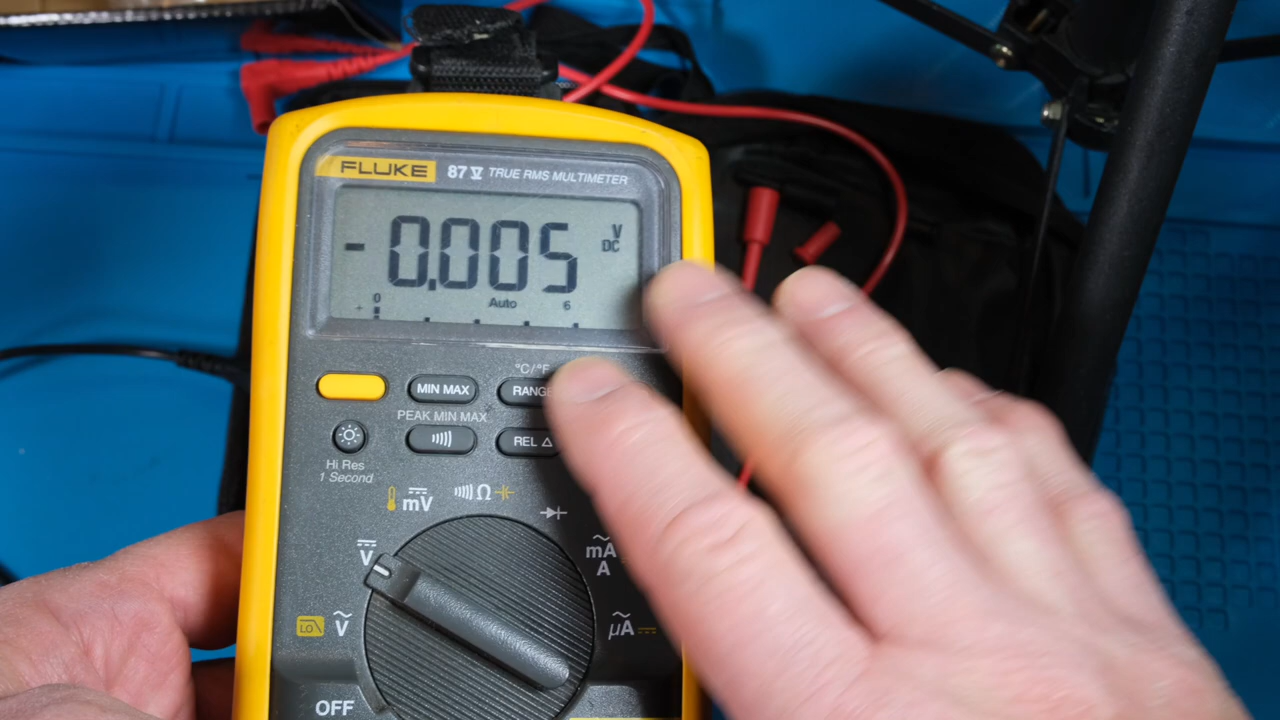 FLUKE 87 V TRUE RMS MULTIMETER
-0.005 V DC
0 Auto 6
°C/°F
MIN MAX RANGE
PEAK MIN MAX
REL Δ
Hi Res
1 Second
mV Ω
V
mA
A
LO V
µA
OFF